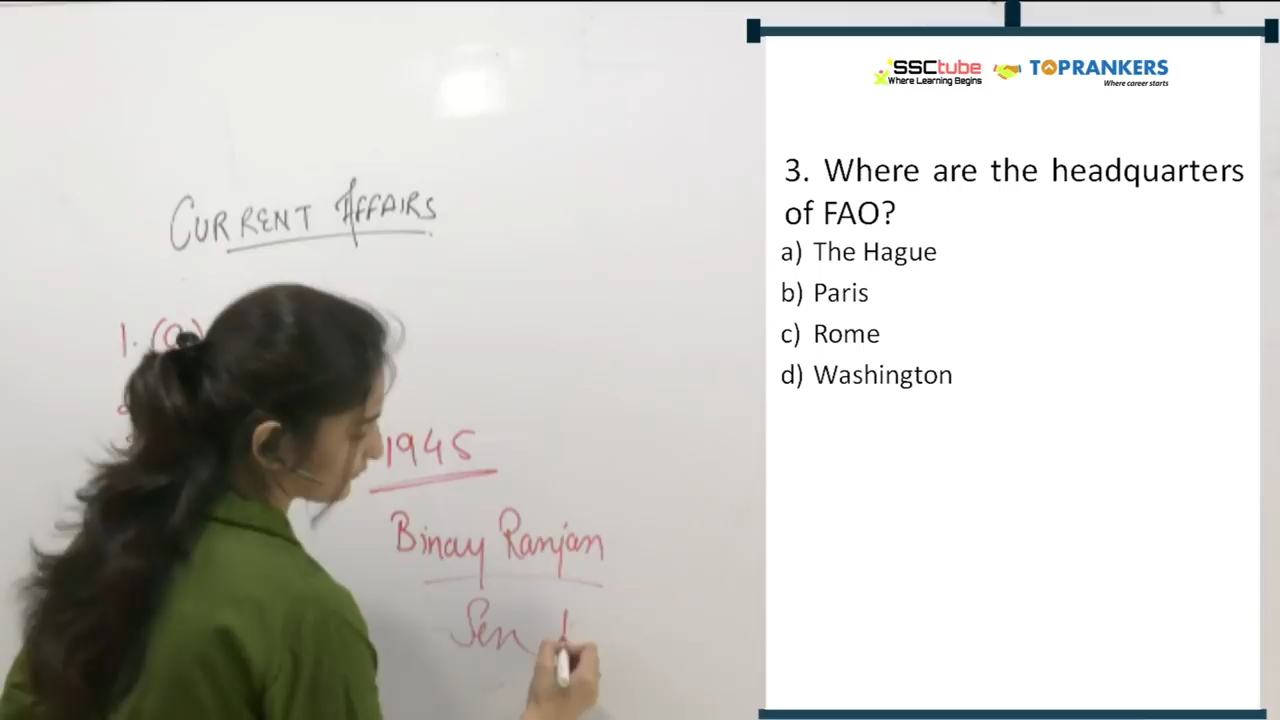 CURRENT AFFAIRS
1. (a)
1945
Binay Ranjan
Sen
SSCtube
Where Learning Begins
TOPRANKERS
Where career starts
3. Where are the headquarters
of FAO?
a) The Hague
b) Paris
c) Rome
d) Washington